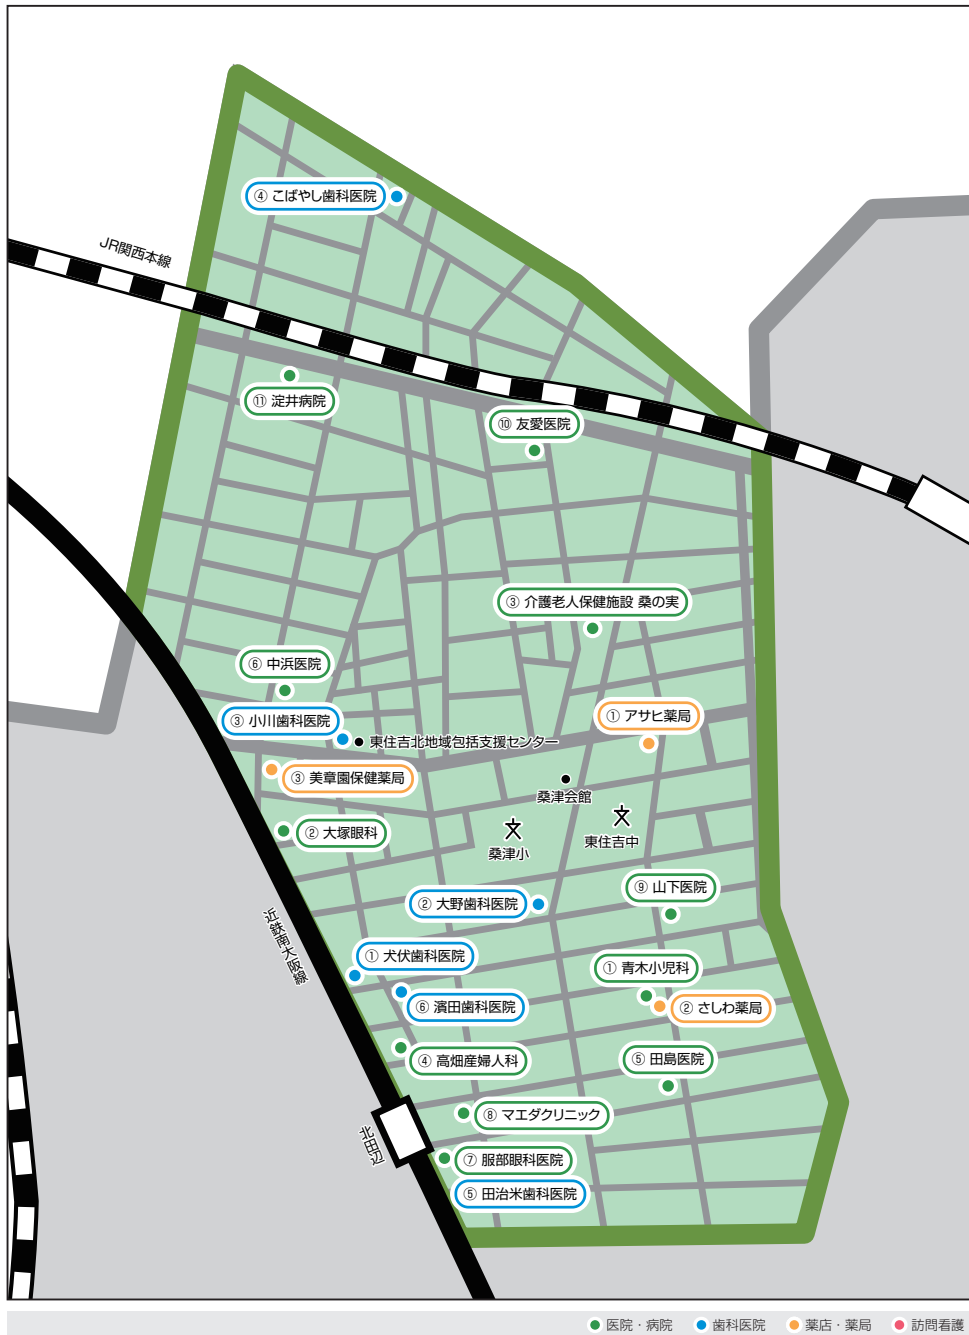 ④ こばやし歯科医院
JR関西本線
⑪ 淀井病院
⑩ 友愛医院
③ 介護老人保健施設 桑の実
⑥ 中浜医院
③ 小川歯科医院
① アサヒ薬局
東住吉北地域包括支援センター
③ 美章園保健薬局
桑津会館
② 大塚眼科
桑津小
東住吉中
⑨ 山下医院
② 大野歯科医院
近鉄南大阪線
① 犬伏歯科医院
① 青木小児科
⑥ 濱田歯科医院
② さしわ薬局
④ 高畑産婦人科
⑤ 田島医院
⑧ マエダクリニック
北田辺
⑦ 服部眼科医院
⑤ 田治米歯科医院
医院・病院 歯科医院 薬店・薬局 訪問看護